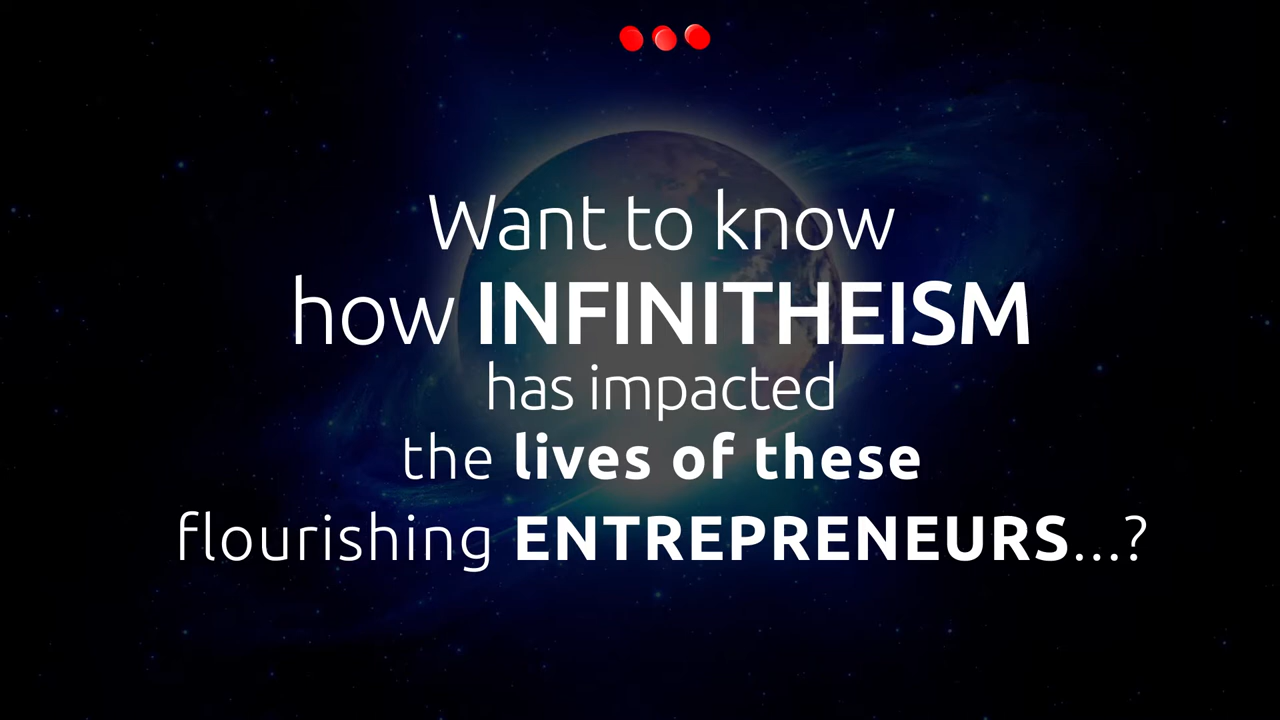 Want to know
how INFINITHEISM
has impacted
the lives of these
flourishing ENTREPRENEURS...?